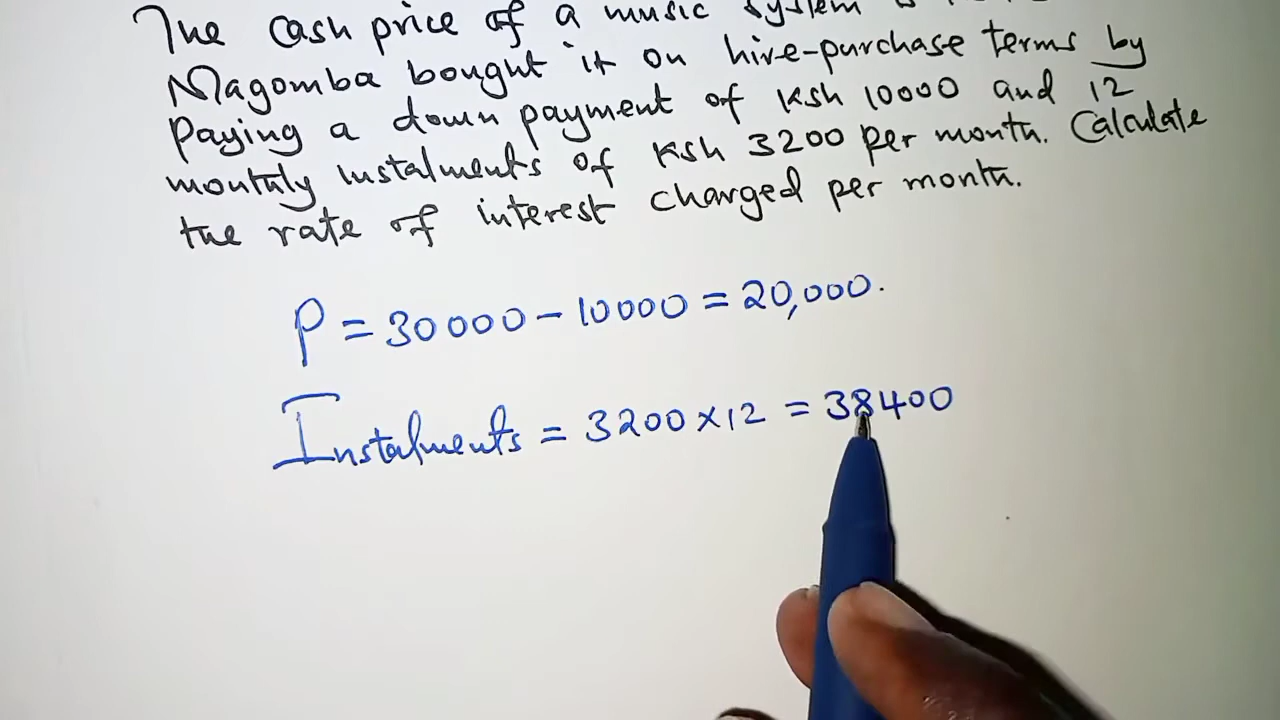 The cash price of a music system
Magomba bought it on hire-purchase terms by
Paying a down payment of Ksh 10000 and 12
monthly instalments of Ksh 3200 per month. Calculate
the rate of interest charged per month.
P = 30000 - 10000 = 20,000.
Instalments = 3200 × 12 = 38400